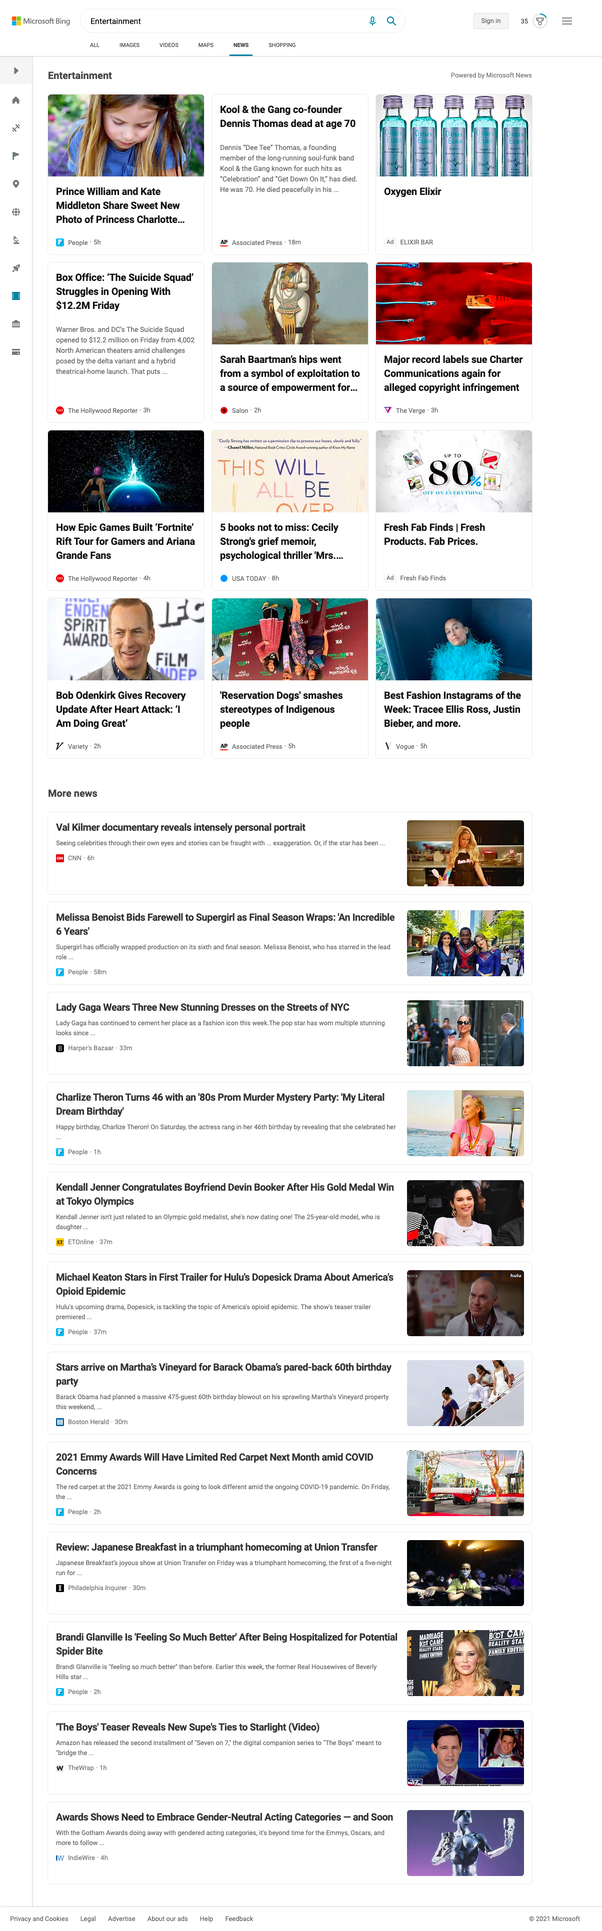 Microsoft Bing
Entertainment
Sign in
35
ALL
IMAGES
VIDEOS
MAPS
NEWS
SHOPPING
Entertainment
Powered by Microsoft News
Prince William and Kate
Middleton Share Sweet New
Photo of Princess Charlotte...
People · 5h
Kool & the Gang co-founder
Dennis Thomas dead at age 70
Dennis "Dee Tee" Thomas, a founding
member of the long-running soul-funk band
Kool & the Gang known for such hits as
"Celebration" and "Get Down On It," has died.
He was 70. He died peacefully in his ...
AP Associated Press · 18m
Oxygen Elixir
Ad ELIXIR BAR
Box Office: 'The Suicide Squad'
Struggles in Opening With
$12.2M Friday
Warner Bros. and DC's The Suicide Squad
opened to $12.2 million on Friday from 4,002
North American theaters amid challenges
posed by the delta variant and a hybrid
theatrical-home launch. That puts ...
The Hollywood Reporter · 3h
Sarah Baartman's hips went
from a symbol of exploitation to
a source of empowerment for...
Salon · 2h
Major record labels sue Charter
Communications again for
alleged copyright infringement
The Verge · 3h
How Epic Games Built 'Fortnite'
Rift Tour for Gamers and Ariana
Grande Fans
The Hollywood Reporter · 4h
"Cecily Strong has written us a permission slip to process our losses, slowly and fully."
THIS WILL
ALL BE
OVER
5 books not to miss: Cecily
Strong's grief memoir,
psychological thriller 'Mrs....
USA TODAY · 8h
UP TO
80%
OFF ON EVERYTHING
Fresh Fab Finds | Fresh
Products. Fab Prices.
Ad Fresh Fab Finds
SPIRIT
AWARD
FiLM
Bob Odenkirk Gives Recovery
Update After Heart Attack: 'I
Am Doing Great'
Variety · 2h
'Reservation Dogs' smashes
stereotypes of Indigenous
people
AP Associated Press · 5h
Best Fashion Instagrams of the
Week: Tracee Ellis Ross, Justin
Bieber, and more.
Vogue · 5h
More news
Val Kilmer documentary reveals intensely personal portrait
Seeing celebrities through their own eyes and stories can be fraught with ... exaggeration. Or, if the star has been ...
CNN · 6h
Melissa Benoist Bids Farewell to Supergirl as Final Season Wraps: 'An Incredible
6 Years'
Supergirl has officially wrapped production on its sixth and final season. Melissa Benoist, who has starred in the lead
role ...
People · 58m
Lady Gaga Wears Three New Stunning Dresses on the Streets of NYC
Lady Gaga has continued to cement her place as a fashion icon this week.The pop star has worn multiple stunning
looks since ...
Harper's Bazaar · 33m
Charlize Theron Turns 46 with an '80s Prom Murder Mystery Party: 'My Literal
Dream Birthday'
Happy birthday, Charlize Theron! On Saturday, the actress rang in her 46th birthday by revealing that she celebrated her
...
People · 1h
Kendall Jenner Congratulates Boyfriend Devin Booker After His Gold Medal Win
at Tokyo Olympics
Kendall Jenner isn't just related to an Olympic gold medalist, she's now dating one! The 25-year-old model, who is
daughter ...
ET ETOnline · 37m
Michael Keaton Stars in First Trailer for Hulu's Dopesick Drama About America's
Opioid Epidemic
Hulu's upcoming drama, Dopesick, is tackling the topic of America's opioid epidemic. The show's teaser trailer
premiered ...
People · 37m
hulu
Stars arrive on Martha's Vineyard for Barack Obama's pared-back 60th birthday
party
Barack Obama had planned a massive 475-guest 60th birthday blowout on his sprawling Martha's Vineyard property
this weekend, ...
Boston Herald · 30m
2021 Emmy Awards Will Have Limited Red Carpet Next Month amid COVID
Concerns
The red carpet at the 2021 Emmy Awards is going to look different amid the ongoing COVID-19 pandemic. On Friday,
the ...
People · 2h
Review: Japanese Breakfast in a triumphant homecoming at Union Transfer
Japanese Breakfast's joyous show at Union Transfer on Friday was a triumphant homecoming, the first of a five-night
run for ...
Philadelphia Inquirer · 30m
Brandi Glanville Is 'Feeling So Much Better' After Being Hospitalized for Potential
Spider Bite
Brandi Glanville is "feeling so much better" than before. Earlier this week, the former Real Housewives of Beverly
Hills star ...
People · 2h
'The Boys' Teaser Reveals New Supe's Ties to Starlight (Video)
Amazon has released the second installment of "Seven on 7," the digital companion series to "The Boys" meant to
"bridge the ...
TheWrap · 1h
Awards Shows Need to Embrace Gender-Neutral Acting Categories — and Soon
With the Gotham Awards doing away with gendered acting categories, it's beyond time for the Emmys, Oscars, and
more to follow ...
IndieWire · 4h
Privacy and Cookies
Legal
Advertise
About our ads
Help
Feedback
© 2021 Microsoft